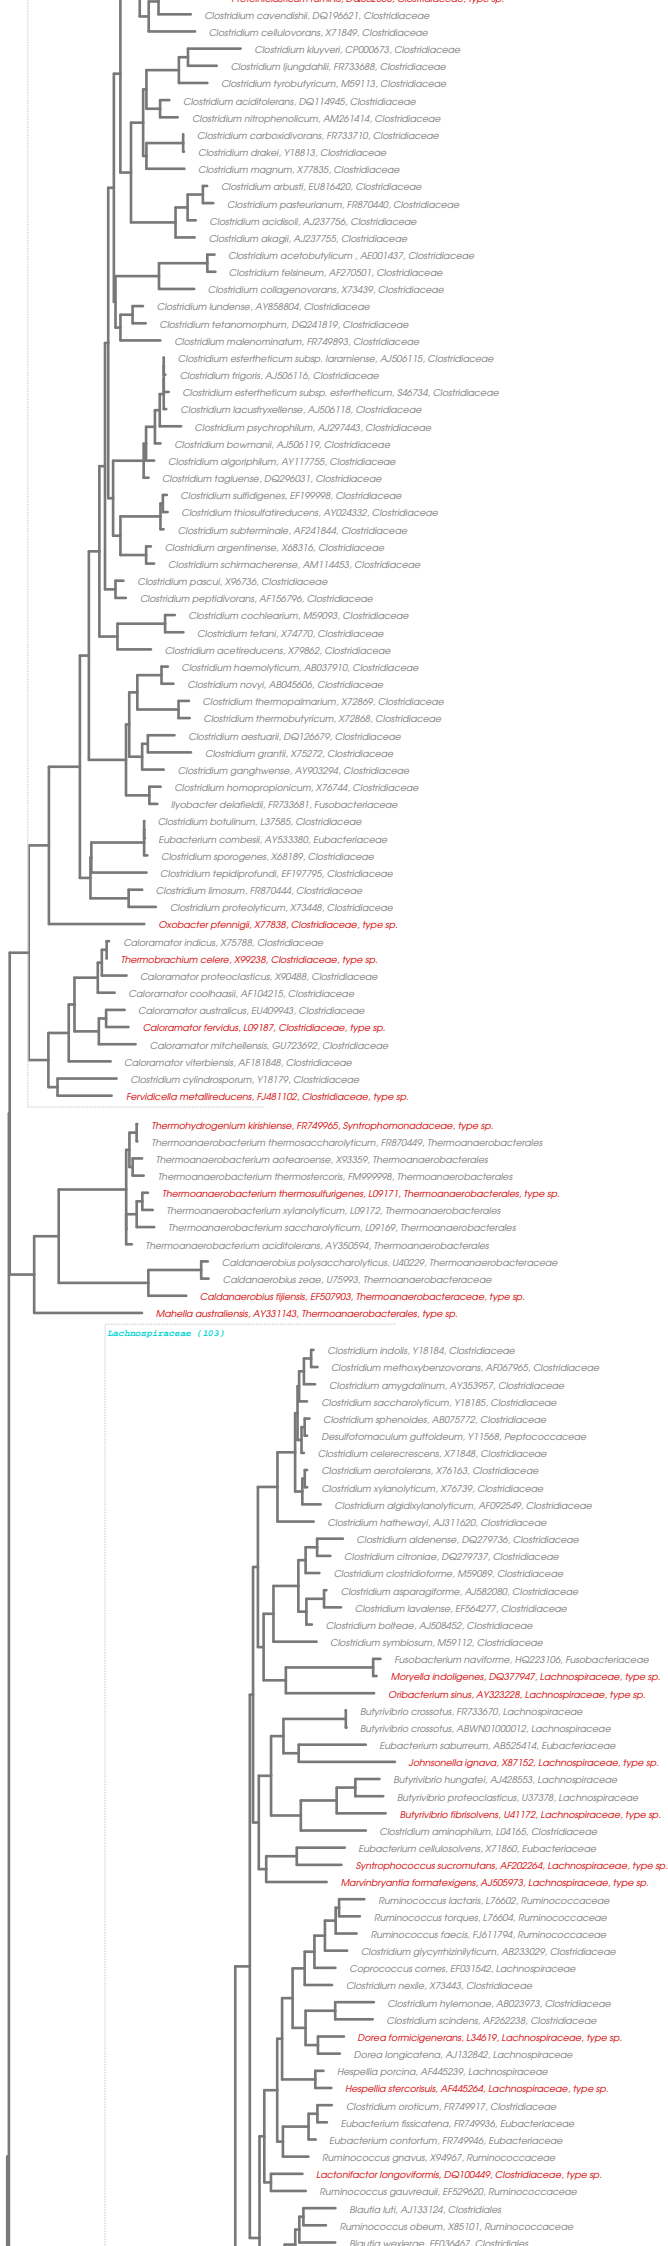 Clostridium cavendishii, DQ196621, Clostridiaceae
Clostridium cellulovorans, X71849, Clostridiaceae
Clostridium kluyveri, CP000673, Clostridiaceae
Clostridium ljungdahlii, FR733688, Clostridiaceae
Clostridium tyrobutyricum, M59113, Clostridiaceae
Clostridium aciditolerans, DQ114945, Clostridiaceae
Clostridium nitrophenolicum, AM261414, Clostridiaceae
Clostridium carboxidivorans, FR733710, Clostridiaceae
Clostridium drakei, Y18813, Clostridiaceae
Clostridium magnum, X77835, Clostridiaceae
Clostridium arbusti, EU816420, Clostridiaceae
Clostridium pasteurianum, FR870440, Clostridiaceae
Clostridium acidisoli, AJ237756, Clostridiaceae
Clostridium akagii, AJ237755, Clostridiaceae
Clostridium acetobutylicum , AE001437, Clostridiaceae
Clostridium felsineum, AF270501, Clostridiaceae
Clostridium collagenovorans, X73439, Clostridiaceae
Clostridium lundense, AY858804, Clostridiaceae
Clostridium tetanomorphum, DQ241819, Clostridiaceae
Clostridium malenominatum, FR749893, Clostridiaceae
Clostridium estertheticum subsp. laramiense, AJ506115, Clostridiaceae
Clostridium frigoris, AJ506116, Clostridiaceae
Clostridium estertheticum subsp. estertheticum, S46734, Clostridiaceae
Clostridium lacusfryxellense, AJ506118, Clostridiaceae
Clostridium psychrophilum, AJ297443, Clostridiaceae
Clostridium bowmanii, AJ506119, Clostridiaceae
Clostridium algoriphilum, AY117755, Clostridiaceae
Clostridium tagluense, DQ296031, Clostridiaceae
Clostridium sulfidigenes, EF199998, Clostridiaceae
Clostridium thiosulfatireducens, AY024332, Clostridiaceae
Clostridium subterminale, AF241844, Clostridiaceae
Clostridium argentinense, X68316, Clostridiaceae
Clostridium schirmacherense, AM114453, Clostridiaceae
Clostridium pascui, X96736, Clostridiaceae
Clostridium peptidivorans, AF156796, Clostridiaceae
Clostridium cochlearium, M59093, Clostridiaceae
Clostridium tetani, X74770, Clostridiaceae
Clostridium acetireducens, X79862, Clostridiaceae
Clostridium haemolyticum, AB037910, Clostridiaceae
Clostridium novyi, AB045606, Clostridiaceae
Clostridium thermopalmarium, X72869, Clostridiaceae
Clostridium thermobutyricum, X72868, Clostridiaceae
Clostridium aestuarii, DQ126679, Clostridiaceae
Clostridium grantii, X75272, Clostridiaceae
Clostridium ganghwense, AY903294, Clostridiaceae
Clostridium homopropionicum, X76744, Clostridiaceae
Ilyobacter delafieldii, FR733681, Fusobacteriaceae
Clostridium botulinum, L37585, Clostridiaceae
Eubacterium combesii, AY533380, Eubacteriaceae
Clostridium sporogenes, X68189, Clostridiaceae
Clostridium tepidiprofundi, EF197795, Clostridiaceae
Clostridium limosum, FR870444, Clostridiaceae
Clostridium proteolyticum, X73448, Clostridiaceae
Oxobacter pfennigii, X77838, Clostridiaceae, type sp.
Caloramator indicus, X75788, Clostridiaceae
Thermobrachium celere, X99238, Clostridiaceae, type sp.
Caloramator proteoclasticus, X90488, Clostridiaceae
Caloramator coolhaasii, AF104215, Clostridiaceae
Caloramator australicus, EU409943, Clostridiaceae
Caloramator fervidus, L09187, Clostridiaceae, type sp.
Caloramator mitchellensis, GU723692, Clostridiaceae
Caloramator viterbiensis, AF181848, Clostridiaceae
Clostridium cylindrosporum, Y18179, Clostridiaceae
Fervidicella metallireducens, FJ481102, Clostridiaceae, type sp.
Thermohydrogenium kirishiense, FR749965, Syntrophomonadaceae, type sp.
Thermoanaerobacterium thermosaccharolyticum, FR870449, Thermoanaerobacterales
Thermoanaerobacterium aotearoense, X93359, Thermoanaerobacterales
Thermoanaerobacterium thermostercoris, FM999998, Thermoanaerobacterales
Thermoanaerobacterium thermosulfurigenes, L09171, Thermoanaerobacterales, type sp.
Thermoanaerobacterium xylanolyticum, L09172, Thermoanaerobacterales
Thermoanaerobacterium saccharolyticum, L09169, Thermoanaerobacterales
Thermoanaerobacterium aciditolerans, AY350594, Thermoanaerobacterales
Caldanaerobius polysaccharolyticus, U40229, Thermoanaerobacteraceae
Caldanaerobius zeae, U75993, Thermoanaerobacteraceae
Caldanaerobius fijiensis, EF507903, Thermoanaerobacteraceae, type sp.
Mahella australiensis, AY331143, Thermoanaerobacterales, type sp.
Lachnospiraceae (103)
Clostridium indolis, Y18184, Clostridiaceae
Clostridium methoxybenzovorans, AF067965, Clostridiaceae
Clostridium amygdalinum, AY353957, Clostridiaceae
Clostridium saccharolyticum, Y18185, Clostridiaceae
Clostridium sphenoides, AB075772, Clostridiaceae
Desulfotomaculum guttoideum, Y11568, Peptococcaceae
Clostridium celerecrescens, X71848, Clostridiaceae
Clostridium aerotolerans, X76163, Clostridiaceae
Clostridium xylanolyticum, X76739, Clostridiaceae
Clostridium algidixylanolyticum, AF092549, Clostridiaceae
Clostridium hathewayi, AJ311620, Clostridiaceae
Clostridium aldenense, DQ279736, Clostridiaceae
Clostridium citroniae, DQ279737, Clostridiaceae
Clostridium clostridioforme, M59089, Clostridiaceae
Clostridium asparagiforme, AJ582080, Clostridiaceae
Clostridium lavalense, EF564277, Clostridiaceae
Clostridium bolteae, AJ508452, Clostridiaceae
Clostridium symbiosum, M59112, Clostridiaceae
Fusobacterium naviforme, HQ223106, Fusobacteriaceae
Moryella indoligenes, DQ377947, Lachnospiraceae, type sp.
Oribacterium sinus, AY323228, Lachnospiraceae, type sp.
Butyrivibrio crossotus, FR733670, Lachnospiraceae
Butyrivibrio crossotus, ABWN01000012, Lachnospiraceae
Eubacterium saburreum, AB525414, Eubacteriaceae
Johnsonella ignava, X87152, Lachnospiraceae, type sp.
Butyrivibrio hungatei, AJ428553, Lachnospiraceae
Butyrivibrio proteoclasticus, U37378, Lachnospiraceae
Butyrivibrio fibrisolvens, U41172, Lachnospiraceae, type sp.
Clostridium aminophilum, L04165, Clostridiaceae
Eubacterium cellulosolvens, X71860, Eubacteriaceae
Syntrophococcus sucromutans, AF202264, Lachnospiraceae, type sp.
Marvinbryantia formatexigens, AJ505973, Lachnospiraceae, type sp.
Ruminococcus lactaris, L76602, Ruminococcaceae
Ruminococcus torques, L76604, Ruminococcaceae
Ruminococcus faecis, FJ611794, Ruminococcaceae
Clostridium glycyrrhizinilyticum, AB233029, Clostridiaceae
Coprococcus comes, EF031542, Lachnospiraceae
Clostridium nexile, X73443, Clostridiaceae
Clostridium hylemonae, AB023973, Clostridiaceae
Clostridium scindens, AF262238, Clostridiaceae
Dorea formicigenerans, L34619, Lachnospiraceae, type sp.
Dorea longicatena, AJ132842, Lachnospiraceae
Hespellia porcina, AF445239, Lachnospiraceae
Hespellia stercorisuis, AF445264, Lachnospiraceae, type sp.
Clostridium oroticum, FR749917, Clostridiaceae
Eubacterium fissicatena, FR749936, Eubacteriaceae
Eubacterium contortum, FR749946, Eubacteriaceae
Ruminococcus gnavus, X94967, Ruminococcaceae
Lactonifactor longoviformis, DQ100449, Clostridiaceae, type sp.
Ruminococcus gauvreauii, EF529620, Ruminococcaceae
Blautia luti, AJ133124, Clostridiales
Ruminococcus obeum, X85101, Ruminococcaceae
Blautia wexlerae, EF036467, Clostridiales